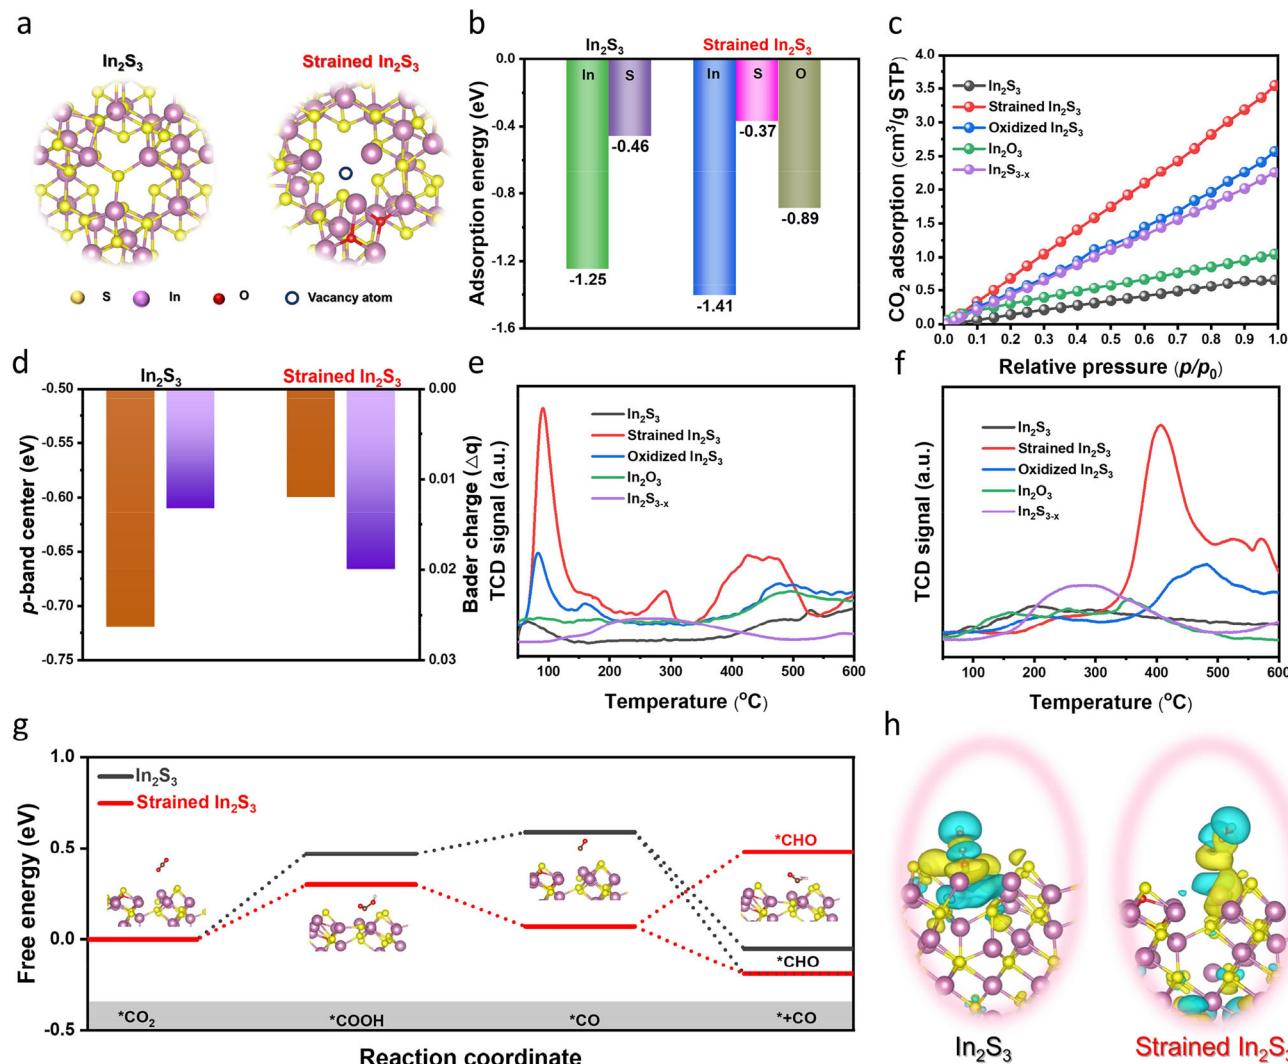 a
In2S3
Strained In2S3
S In O Vacancy atom
b
In2S3 Strained In2S3
Adsorption energy (eV)
0.0
-0.4
-0.8
-1.2
-1.6
In S In S O
-0.46
-0.37
-0.89
-1.25
-1.41
c
CO2 adsorption (cm3/g STP)
4.0
3.5
3.0
2.5
2.0
1.5
1.0
0.5
0.0
In2S3
Strained In2S3
Oxidized In2S3
In2O3
In2S3-x
0.0 0.1 0.2 0.3 0.4 0.5 0.6 0.7 0.8 0.9 1.0
Relative pressure (p/p0)
d
In2S3 Strained In2S3
p-band center (eV)
-0.50
-0.55
-0.60
-0.65
-0.70
-0.75
0.00
0.01
0.02
0.03
Bader charge (△q)
e
TCD signal (a.u.)
In2S3
Strained In2S3
Oxidized In2S3
In2O3
In2S3-x
100 200 300 400 500 600
Temperature (oC)
f
TCD signal (a.u.)
In2S3
Strained In2S3
Oxidized In2S3
In2O3
In2S3-x
100 200 300 400 500 600
Temperature (oC)
g
Free energy (eV)
1.0
0.5
0.0
-0.5
In2S3
Strained In2S3
*CHO
*CHO
*CO2 *COOH *CO *+CO
Reaction coordinate
h
In2S3 Strained In2S3